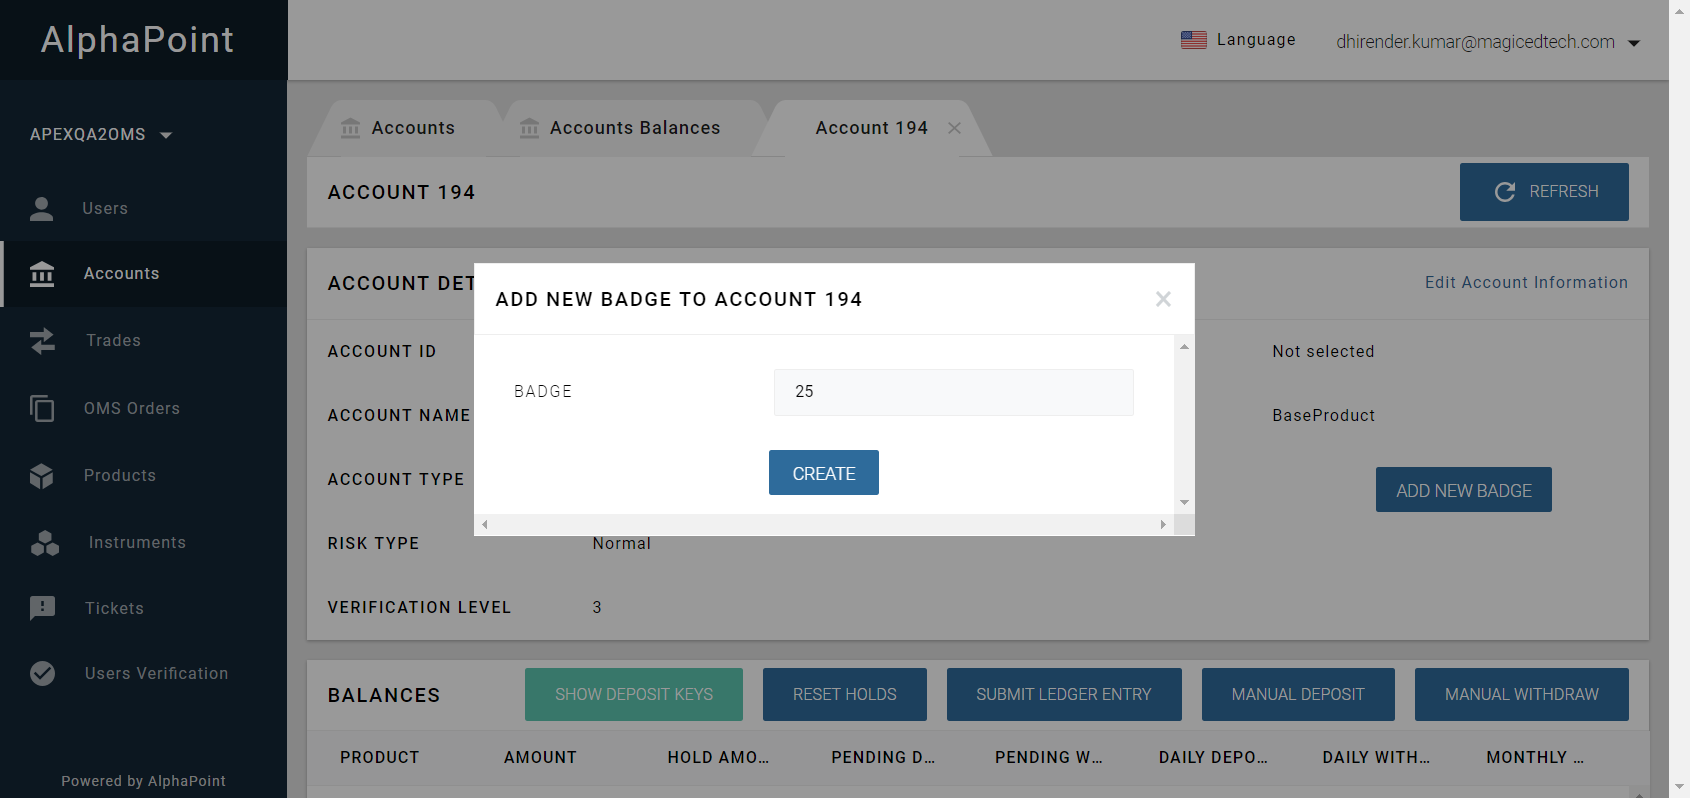 AlphaPoint
Language
dhirender.kumar@magicedtech.com
APEXQA2OMS
Users
Accounts
Trades
OMS Orders
Products
Instruments
Tickets
Users Verification
Powered by AlphaPoint
Accounts
Accounts Balances
Account 194
ACCOUNT 194
REFRESH
ACCOUNT DET
Edit Account Information
ACCOUNT ID
Not selected
ACCOUNT NAME
BaseProduct
ACCOUNT TYPE
ADD NEW BADGE
RISK TYPE
Normal
VERIFICATION LEVEL
3
ADD NEW BADGE TO ACCOUNT 194
BADGE
25
CREATE
BALANCES
SHOW DEPOSIT KEYS
RESET HOLDS
SUBMIT LEDGER ENTRY
MANUAL DEPOSIT
MANUAL WITHDRAW
PRODUCT
AMOUNT
HOLD AMO...
PENDING D...
PENDING W...
DAILY DEPO...
DAILY WITH...
MONTHLY ...